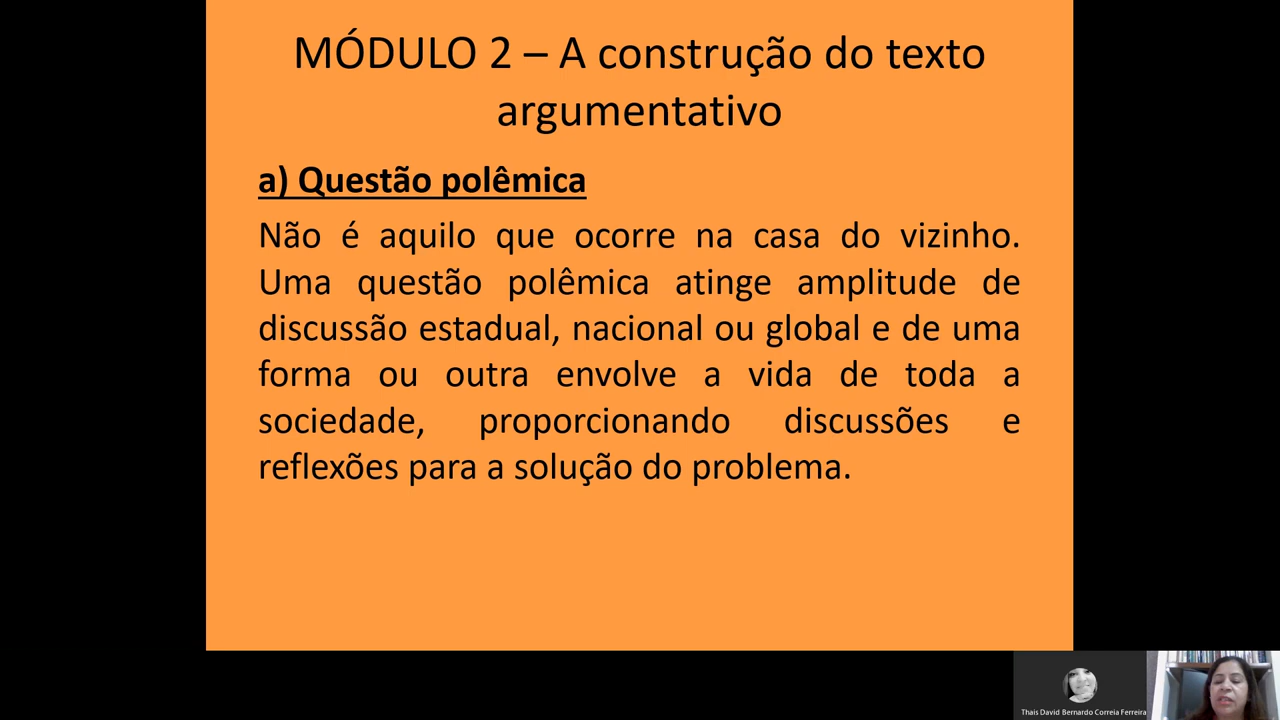 MÓDULO 2 – A construção do texto
argumentativo
a) Questão polêmica
Não é aquilo que ocorre na casa do vizinho.
Uma questão polêmica atinge amplitude de
discussão estadual, nacional ou global e de uma
forma ou outra envolve a vida de toda a
sociedade, proporcionando discussões e
reflexões para a solução do problema.
Thais David Bernardo Correia Ferreira